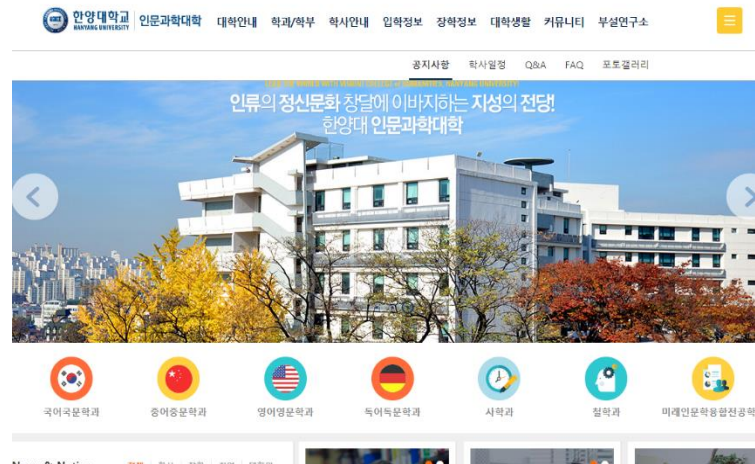 한양대학교 인문과학대학 대학안내 학과/학부 학사안내 입학정보 장학정보 대학생활 커뮤니티 부설연구소
HANYANG UNIVERSITY
공지사항 학사일정 Q&A FAQ 포토갤러리
인류의 정신문화 창달에 이바지하는 지성의 전당!
한양대 인문과학대학
국어국문학과 중어중문학과 영어영문학과 독어독문학과 사학과 철학과 미래인문학융합전공학